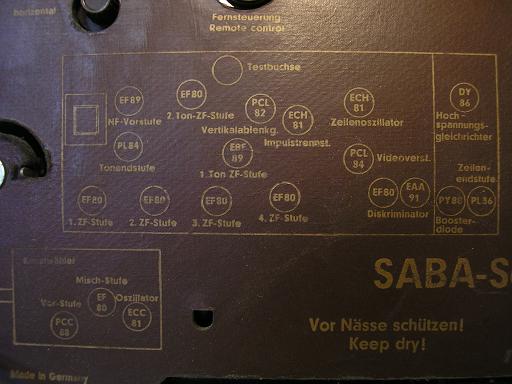 horizontal
Fernsteuerung
Remote control
Testbuchse
EF89
NF-Vorstufe
EF80
2. Ton-ZF-Stufe
PCL
82
Vertikalablenkg.
ECH
81
Impulstrennst.
ECH
81
Zeilenoszillator
DY
86
Hoch-
spannungs-
gleichrichter
PL84
Tonendstufe
EBF
89
1. Ton ZF-Stufe
PCL
84
Videoverst.
Zeilen-
endstufe
EF80
1. ZF-Stufe
EF80
2. ZF-Stufe
EF80
3. ZF-Stufe
EF80
4. ZF-Stufe
EF80
EAA
91
Diskriminator
PY80
PL36
Booster-
diode
Kanalwähler
Misch-Stufe
Vor-Stufe
EF
80
Oszillator
PCC
88
ECC
81
SABA-S
Vor Nässe schützen!
Keep dry!
Made in Germany